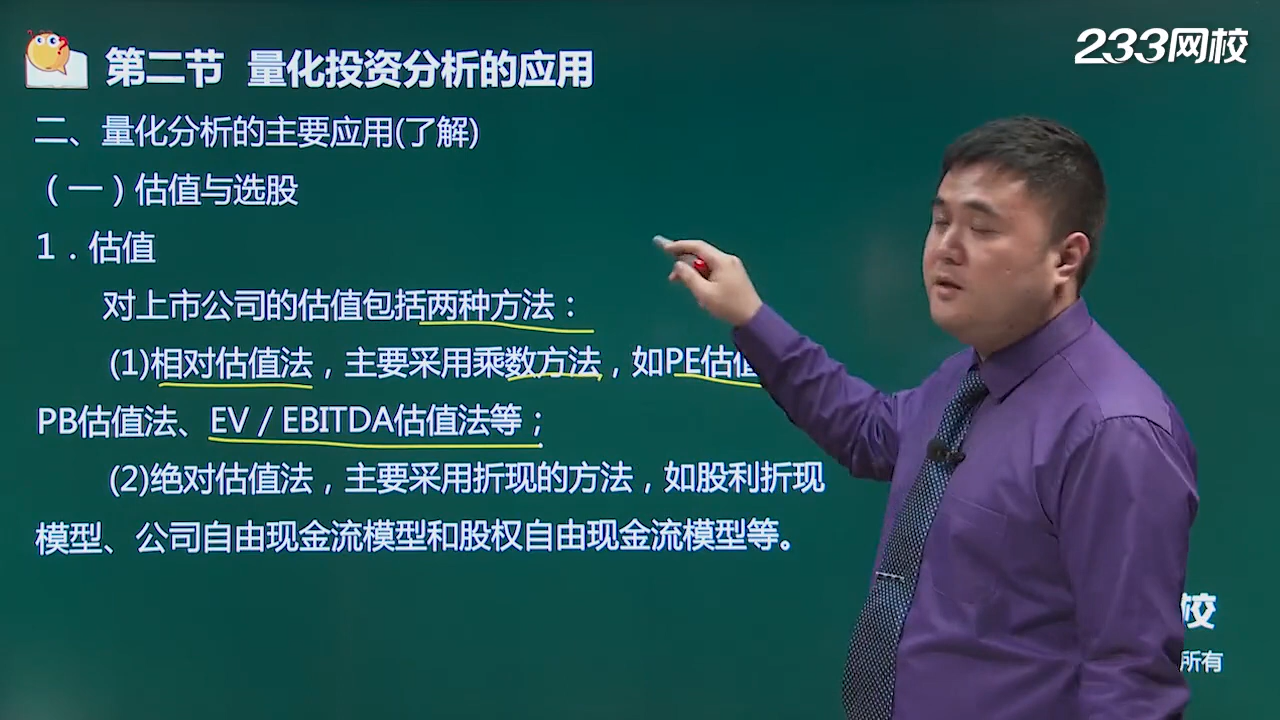 233网校
第二节 量化投资分析的应用
二、量化分析的主要应用(了解)
（一）估值与选股
1．估值
对上市公司的估值包括两种方法：
(1)相对估值法，主要采用乘数方法，如PE估值
PB估值法、EV／EBITDA估值法等；
(2)绝对估值法，主要采用折现的方法，如股利折现
模型、公司自由现金流模型和股权自由现金流模型等。
校
所有